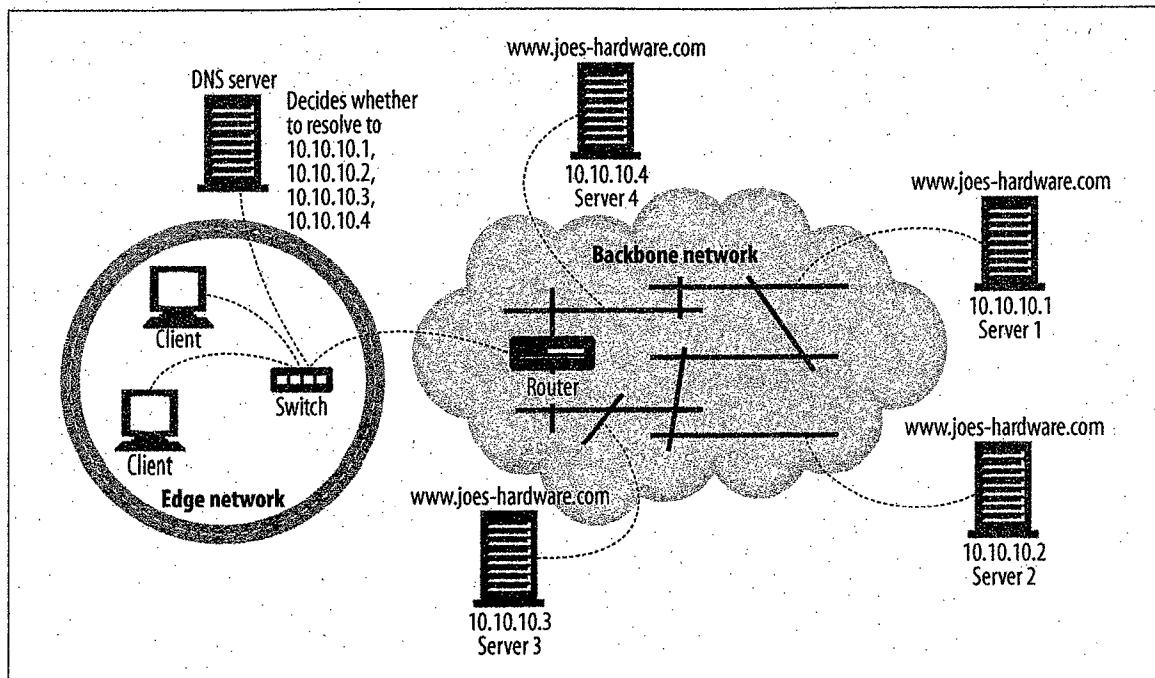 DNS server
Decides whether
to resolve to
10.10.10.1,
10.10.10.2,
10.10.10.3,
10.10.10.4
www.joes-hardware.com
10.10.10.4
Server 4
www.joes-hardware.com
10.10.10.1
Server 1
Backbone network
Client
Client
Switch
Edge network
Router
www.joes-hardware.com
10.10.10.3
Server 3
www.joes-hardware.com
10.10.10.2
Server 2